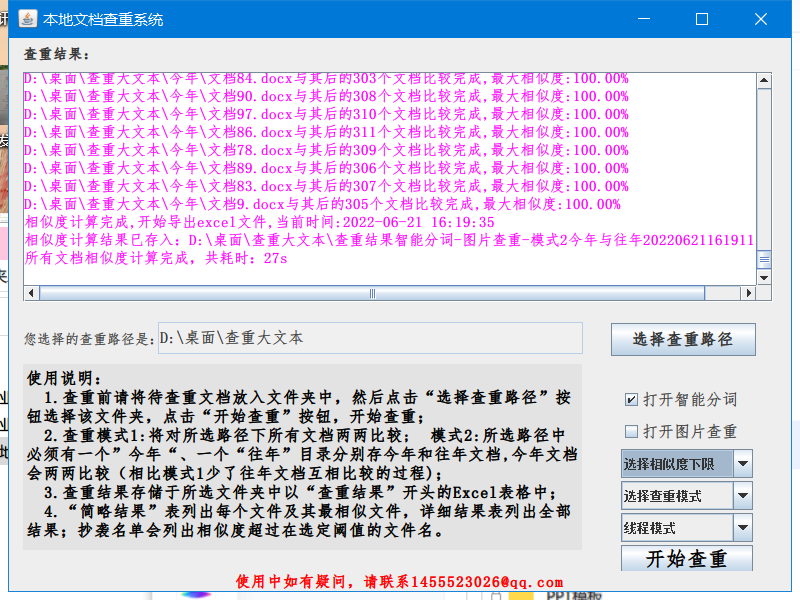 本地文档查重系统
查重结果：
D:\桌面\查重大文本\今年\文档84.docx与其后的303个文档比较完成,最大相似度:100.00%
D:\桌面\查重大文本\今年\文档90.docx与其后的308个文档比较完成,最大相似度:100.00%
D:\桌面\查重大文本\今年\文档97.docx与其后的310个文档比较完成,最大相似度:100.00%
D:\桌面\查重大文本\今年\文档86.docx与其后的311个文档比较完成,最大相似度:100.00%
D:\桌面\查重大文本\今年\文档78.docx与其后的309个文档比较完成,最大相似度:100.00%
D:\桌面\查重大文本\今年\文档89.docx与其后的306个文档比较完成,最大相似度:100.00%
D:\桌面\查重大文本\今年\文档83.docx与其后的307个文档比较完成,最大相似度:100.00%
D:\桌面\查重大文本\今年\文档9.docx与其后的305个文档比较完成,最大相似度:100.00%
相似度计算完成,开始导出excel文件,当前时间:2022-06-21 16:19:35
相似度计算结果已存入：D:\桌面\查重大文本\查重结果智能分词-图片查重-模式2今年与往年20220621161911
所有文档相似度计算完成，共耗时：27s
您选择的查重路径是:
D:\桌面\查重大文本
选择查重路径
使用说明：
1.查重前请将待查重文档放入文件夹中，然后点击“选择查重路径”按
钮选择该文件夹，点击“开始查重”按钮，开始查重；
2.查重模式1:将对所选路径下所有文档两两比较； 模式2:所选路径中
必须有一个”今年“、一个“往年”目录分别存今年和往年文档,今年文档
会两两比较（相比模式1少了往年文档互相比较的过程)；
3.查重结果存储于所选文件夹中以“查重结果”开头的Excel表格中；
4.“简略结果”表列出每个文件及其最相似文件，详细结果表列出全部
结果；抄袭名单会列出相似度超过在选定阈值的文件名。
打开智能分词
打开图片查重
选择相似度下限
选择查重模式
线程模式
开始查重
使用中如有疑问，请联系1455523026@qq.com